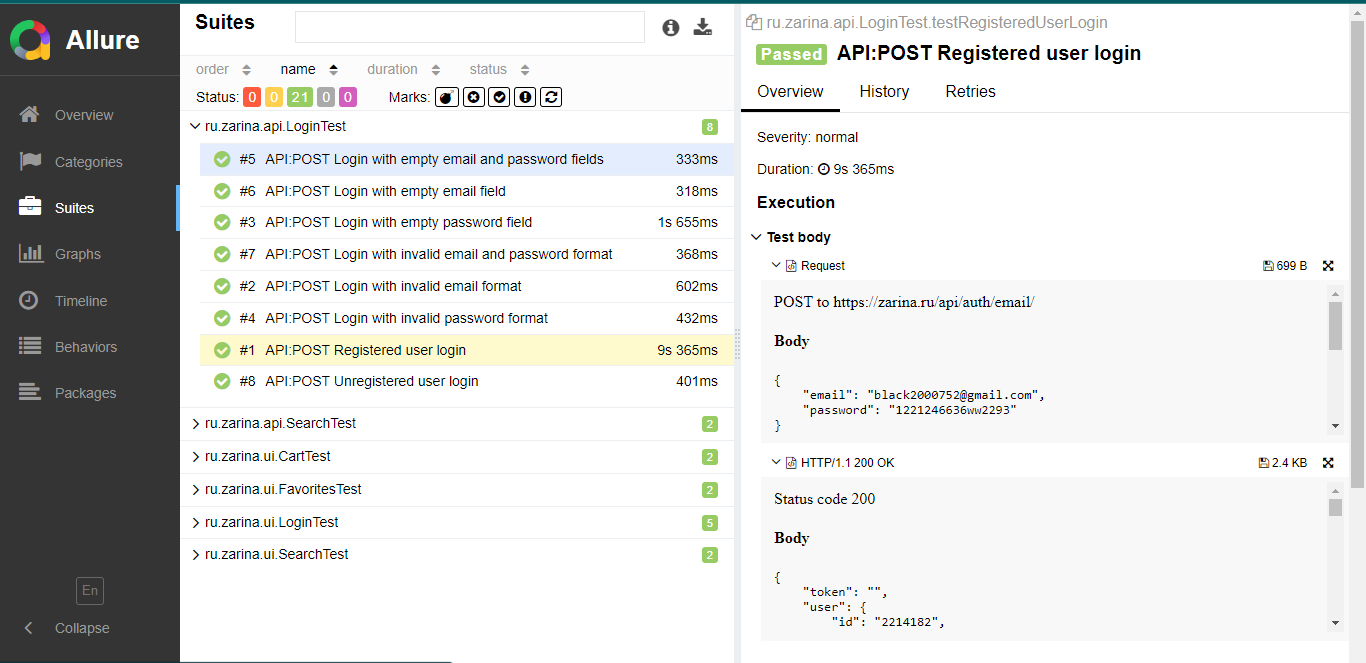 Allure
Overview
Categories
Suites
Graphs
Timeline
Behaviors
Packages
En
Collapse
Suites
order name duration status
Status: 0 0 21 0 0 Marks:
ru.zarina.api.LoginTest 8
#5 API:POST Login with empty email and password fields 333ms
#6 API:POST Login with empty email field 318ms
#3 API:POST Login with empty password field 1s 655ms
#7 API:POST Login with invalid email and password format 368ms
#2 API:POST Login with invalid email format 602ms
#4 API:POST Login with invalid password format 432ms
#1 API:POST Registered user login 9s 365ms
#8 API:POST Unregistered user login 401ms
ru.zarina.api.SearchTest 2
ru.zarina.ui.CartTest 2
ru.zarina.ui.FavoritesTest 2
ru.zarina.ui.LoginTest 5
ru.zarina.ui.SearchTest 2
ru.zarina.api.LoginTest.testRegisteredUserLogin
Passed API:POST Registered user login
Overview History Retries
Severity: normal
Duration: 9s 365ms
Execution
Test body
Request 699 B
POST to https://zarina.ru/api/auth/email/
Body
{
"email": "black2000752@gmail.com",
"password": "1221246636ww2293"
}
HTTP/1.1 200 OK 2.4 KB
Status code 200
Body
{
"token": "",
"user": {
"id": "2214182",